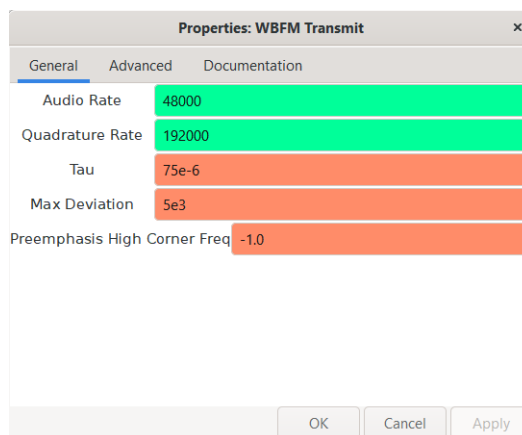 Properties: WBFM Transmit ×
General Advanced Documentation
Audio Rate 48000
Quadrature Rate 192000
Tau 75e-6
Max Deviation 5e3
Preemphasis High Corner Freq -1.0
OK Cancel Apply